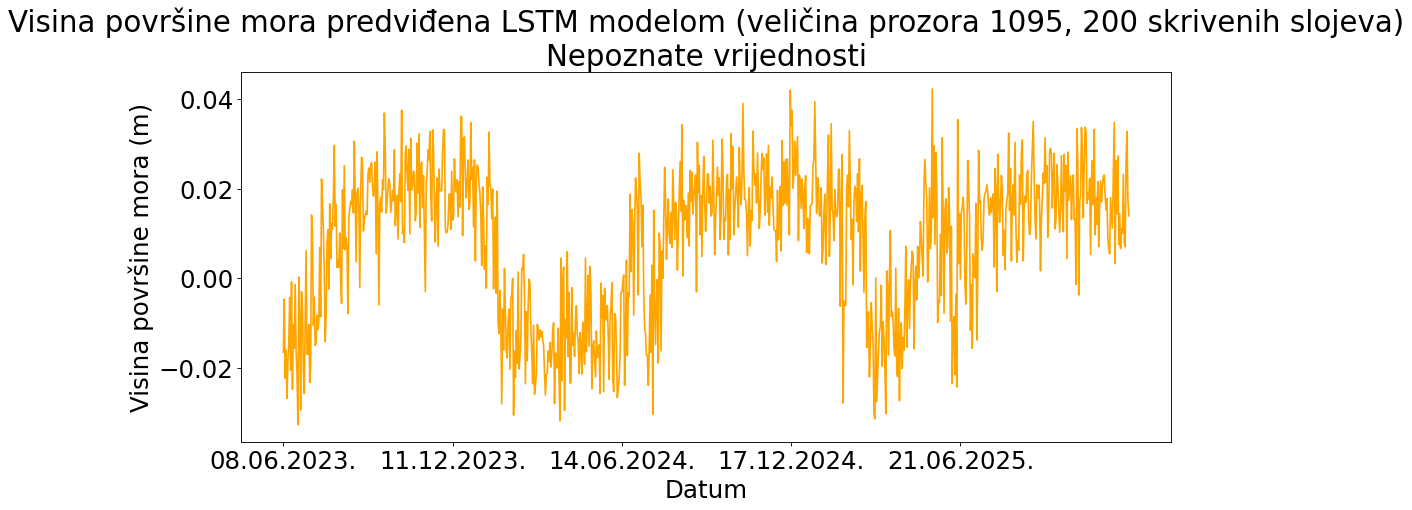 Visina površine mora predviđena LSTM modelom (veličina prozora 1095, 200 skrivenih slojeva)
Nepoznate vrijednosti
Visina površine mora (m)
0.04
0.02
0.00
−0.02
08.06.2023. 11.12.2023. 14.06.2024. 17.12.2024. 21.06.2025.
Datum